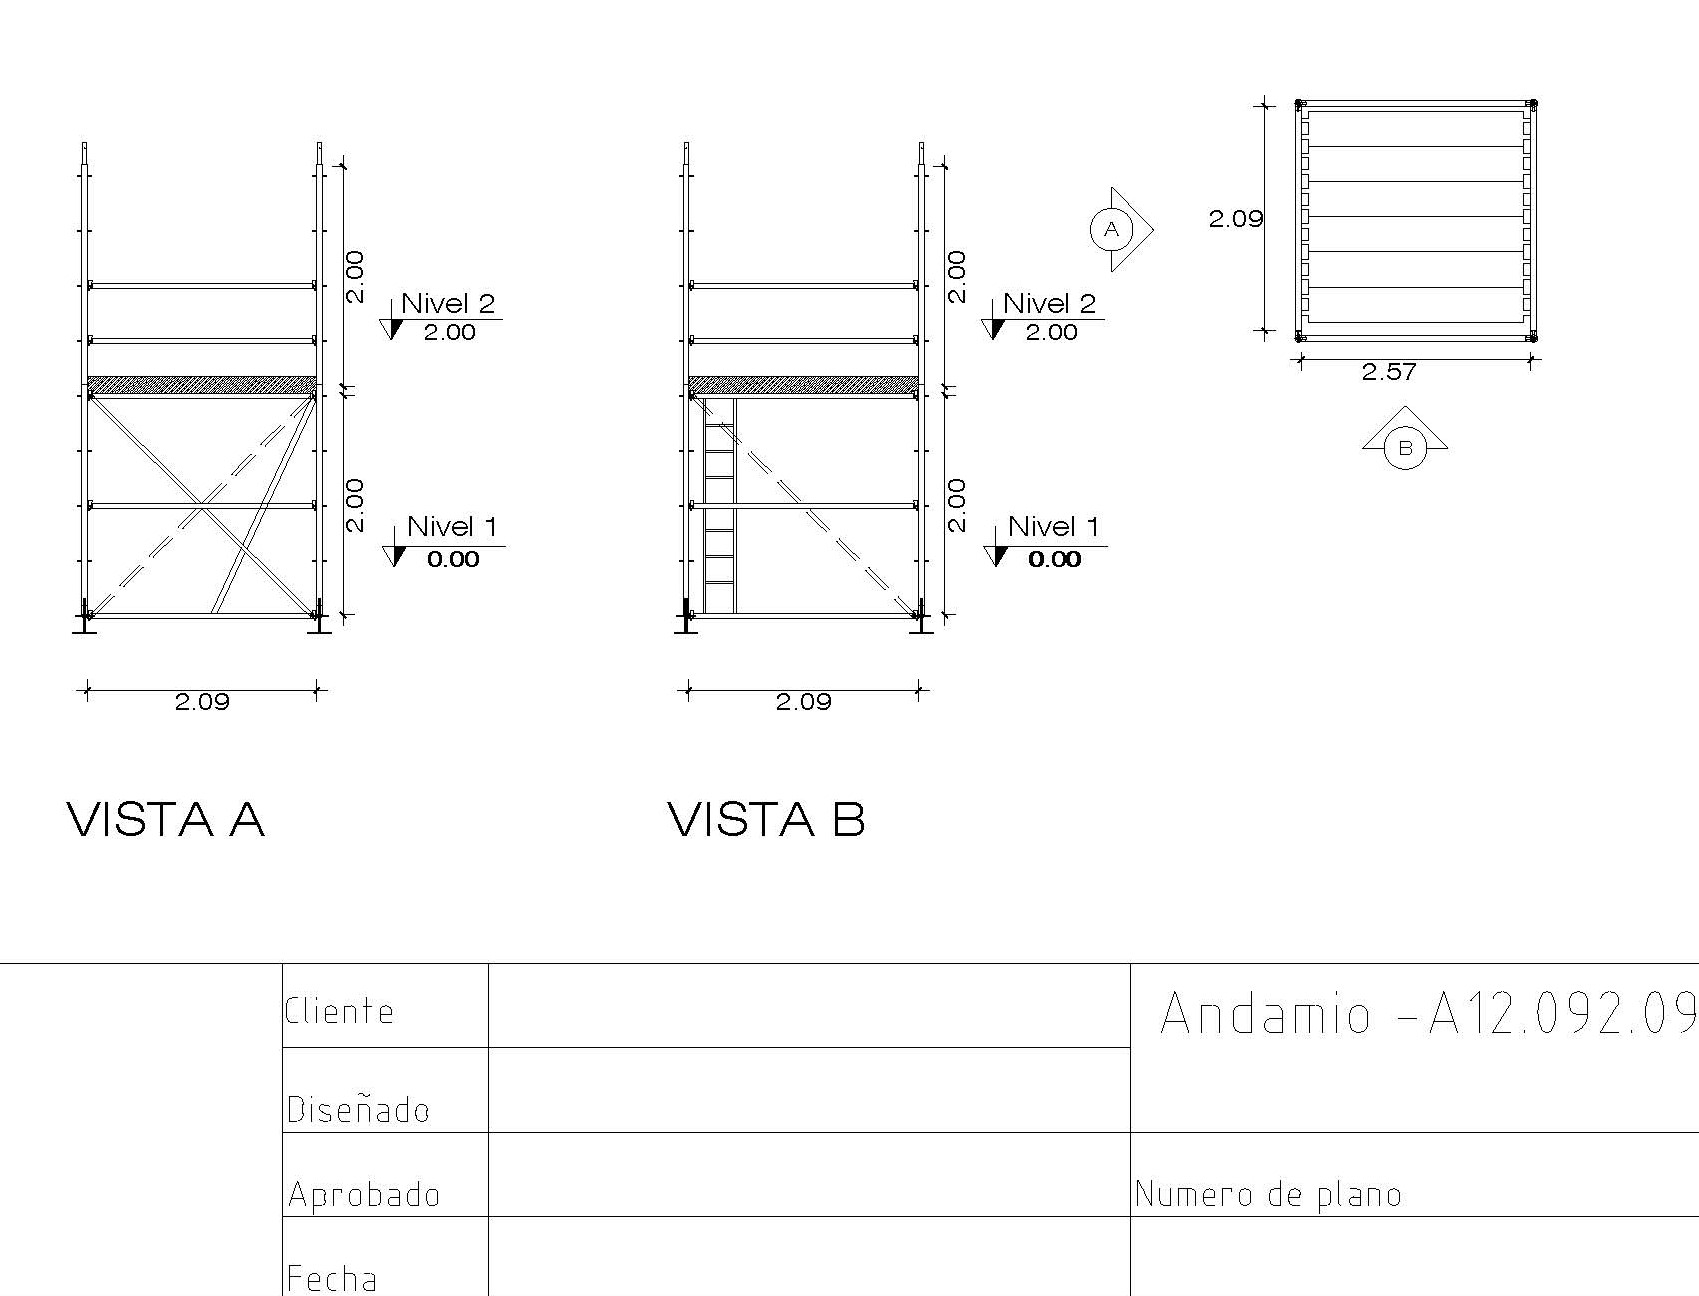 2.00
Nivel 2
2.00
2.00
Nivel 1
0.00
2.09
VISTA A
2.00
Nivel 2
2.00
2.00
Nivel 1
0.00
2.09
VISTA B
A
2.09
2.57
B
Cliente
Diseñado
Aprobado
Fecha
Andamio -A12.092.09
Numero de plano